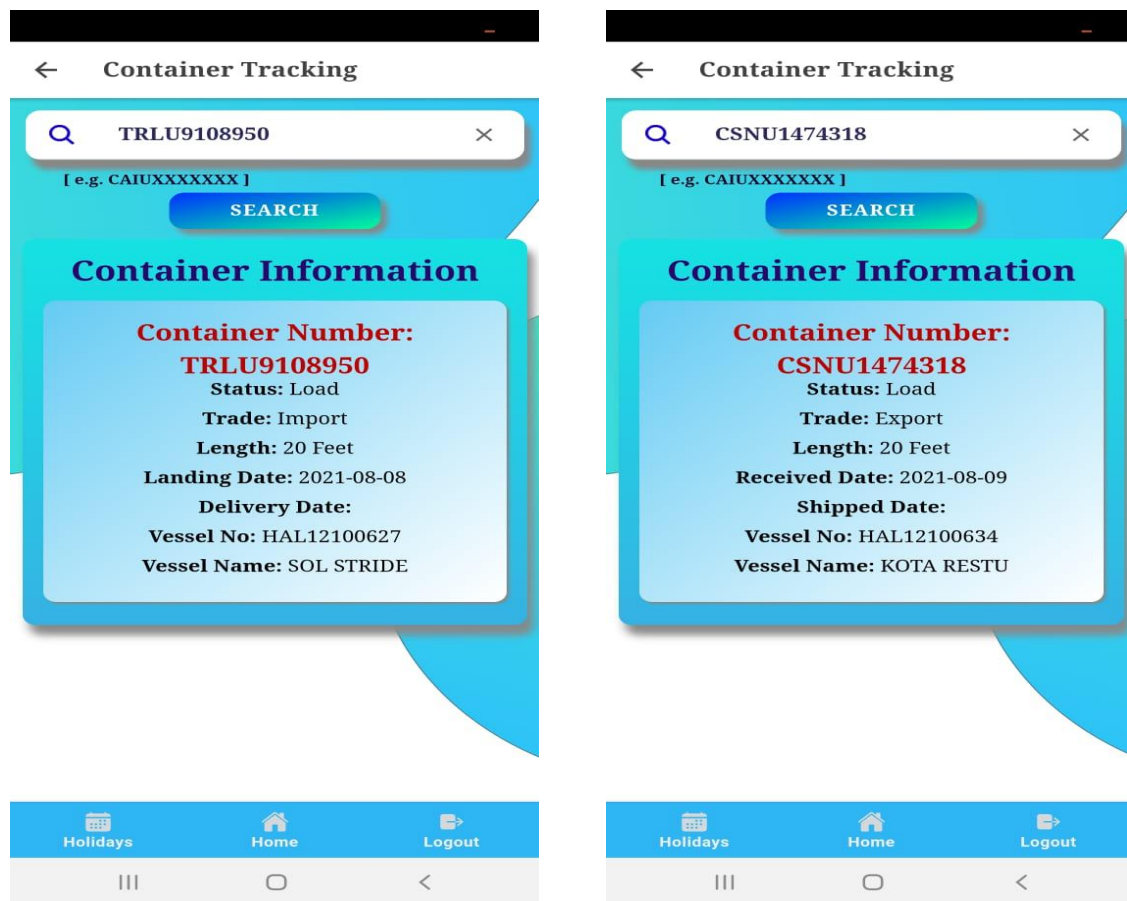 Container Tracking
TRLU9108950
[ e.g. CAIUXXXXXXX ]
SEARCH
Container Information
Container Number:
TRLU9108950
Status: Load
Trade: Import
Length: 20 Feet
Landing Date: 2021-08-08
Delivery Date:
Vessel No: HAL12100627
Vessel Name: SOL STRIDE
Holidays
Home
Logout
Container Tracking
CSNU1474318
[ e.g. CAIUXXXXXXX ]
SEARCH
Container Information
Container Number:
CSNU1474318
Status: Load
Trade: Export
Length: 20 Feet
Received Date: 2021-08-09
Shipped Date:
Vessel No: HAL12100634
Vessel Name: KOTA RESTU
Holidays
Home
Logout